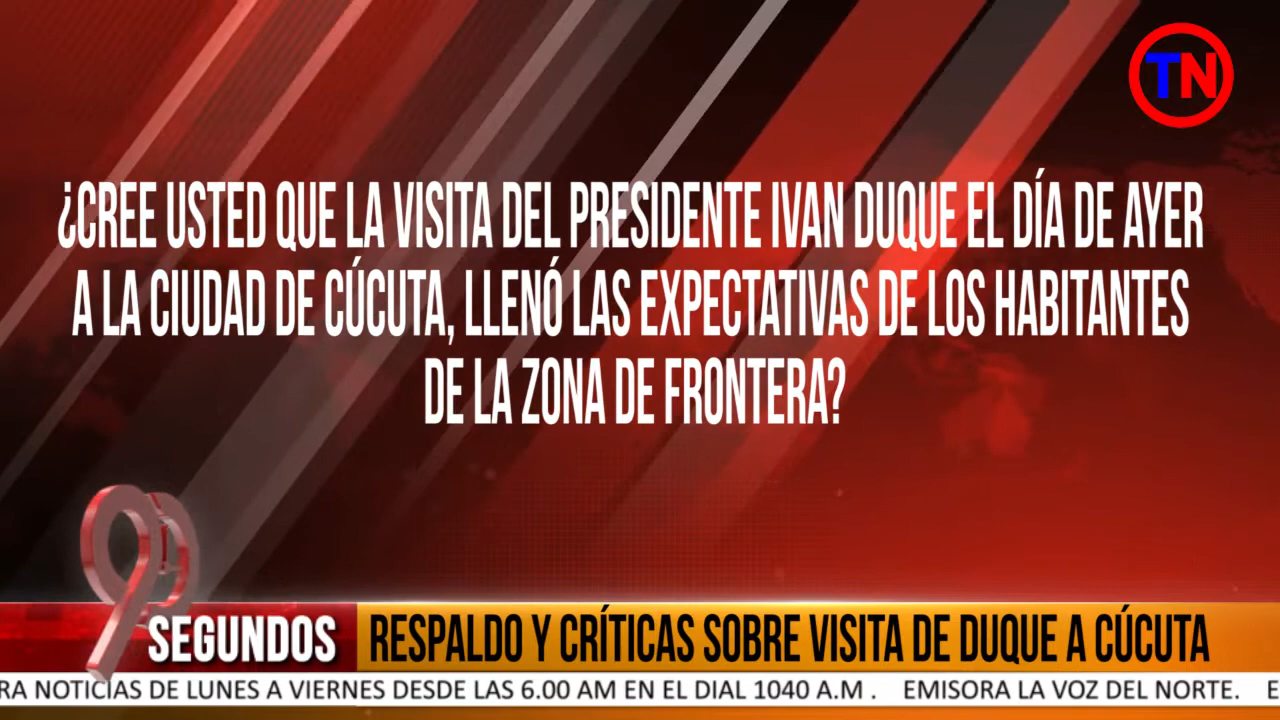 TN
¿CREE USTED QUE LA VISITA DEL PRESIDENTE IVAN DUQUE EL DÍA DE AYER
A LA CIUDAD DE CÚCUTA, LLENÓ LAS EXPECTATIVAS DE LOS HABITANTES
DE LA ZONA DE FRONTERA?
90
SEGUNDOS
RESPALDO Y CRÍTICAS SOBRE VISITA DE DUQUE A CÚCUTA
RA NOTICIAS DE LUNES A VIERNES DESDE LAS 6.00 AM EN EL DIAL 1040 A.M . EMISORA LA VOZ DEL NORTE. E